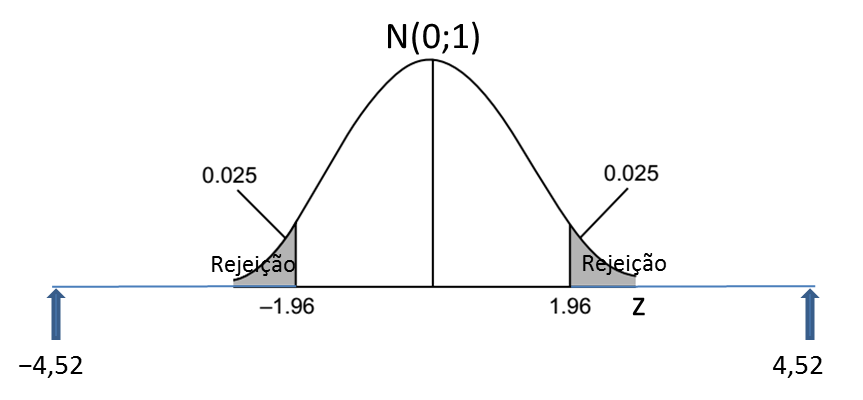 N(0;1)
0.025
0.025
Rejeição
Rejeição
–1.96
1.96
Z
−4,52
4,52